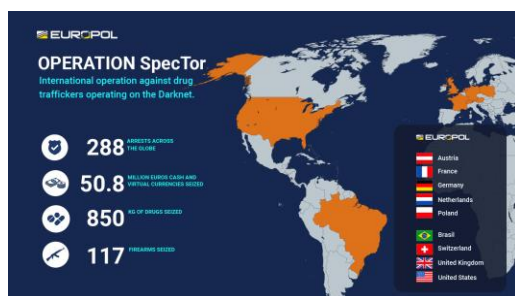 EUROPOL
OPERATION SpecTor
International operation against drug
traffickers operating on the Darknet.
288 ARRESTS ACROSS
THE GLOBE
50.8 MILLION EUROS CASH AND
VIRTUAL CURRENCIES SEIZED
850 KG OF DRUGS SEIZED
117 FIREARMS SEIZED
EUROPOL
Austria
France
Germany
Netherlands
Poland
Brasil
Switzerland
United Kingdom
United States